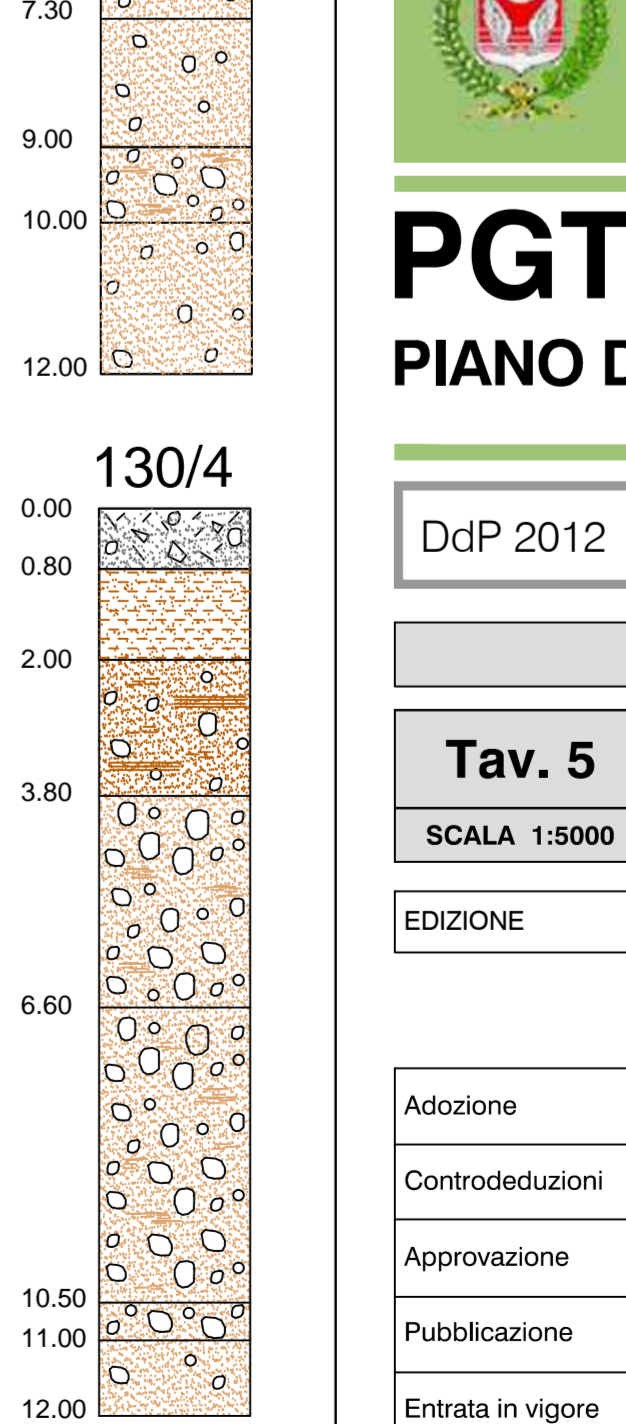 7.30
9.00
10.00
12.00
130/4
0.00
0.80
2.00
3.80
6.60
10.50
11.00
12.00
PGT
PIANO D
DdP 2012
Tav. 5
SCALA 1:5000
EDIZIONE
Adozione
Controdeduzioni
Approvazione
Pubblicazione
Entrata in vigore